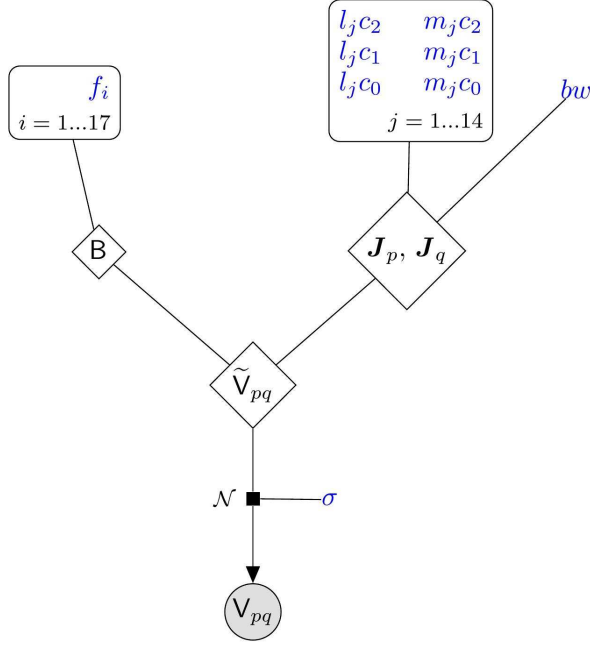 l_j c_2 m_j c_2
l_j c_1 m_j c_1
l_j c_0 m_j c_0
j = 1...14
f_i
i = 1...17
bw
B
J_p, J_q
Ṽ_pq
𝒩
σ
V_pq